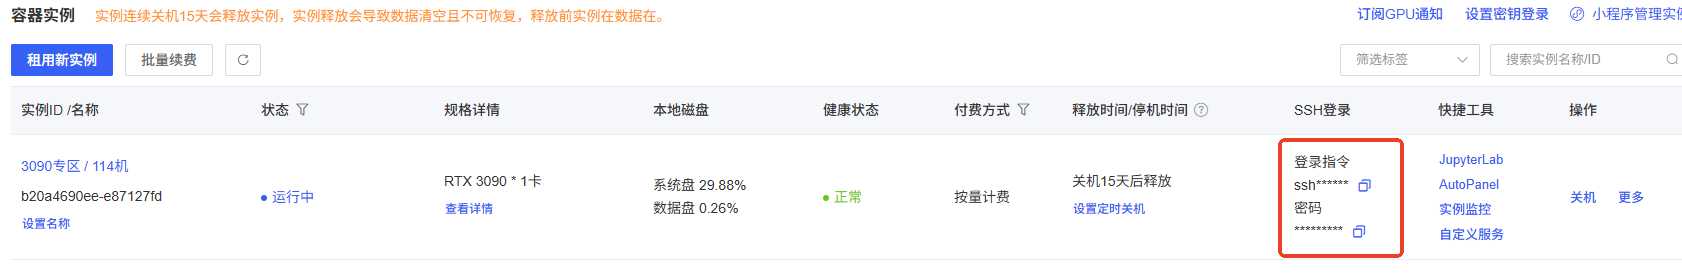 容器实例 实例连续关机15天会释放实例，实例释放会导致数据清空且不可恢复，释放前实例在数据在。 订阅GPU通知 设置密钥登录 小程序管理实
租用新实例 批量续费 筛选标签 搜索实例名称/ID
实例ID /名称 状态 规格详情 本地磁盘 健康状态 付费方式 释放时间/停机时间 SSH登录 快捷工具 操作
3090专区 / 114机
b20a4690ee-e87127fd
设置名称
运行中
RTX 3090 * 1卡
查看详情
系统盘 29.88%
数据盘 0.26%
正常
按量计费
关机15天后释放
设置定时关机
登录指令
ssh******
密码
*********
JupyterLab
AutoPanel
实例监控
自定义服务
关机 更多